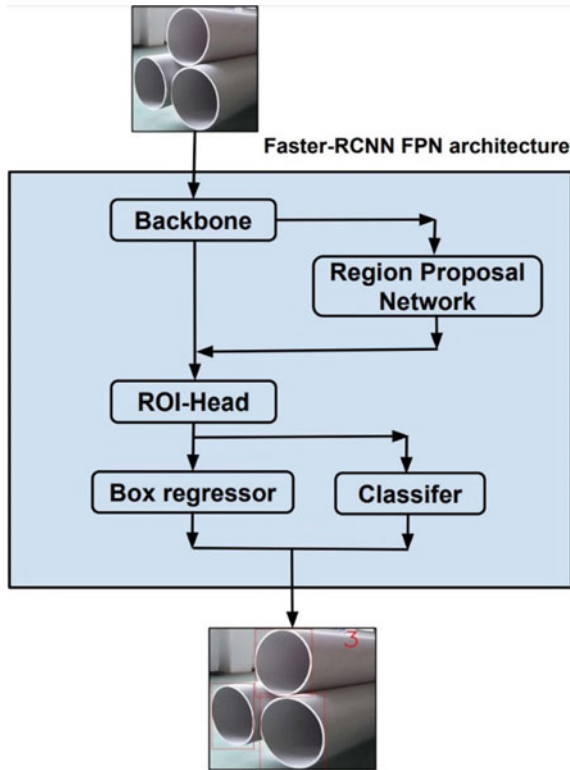 Faster-RCNN FPN architecture
Backbone
Region Proposal
Network
ROI-Head
Box regressor
Classifer
3